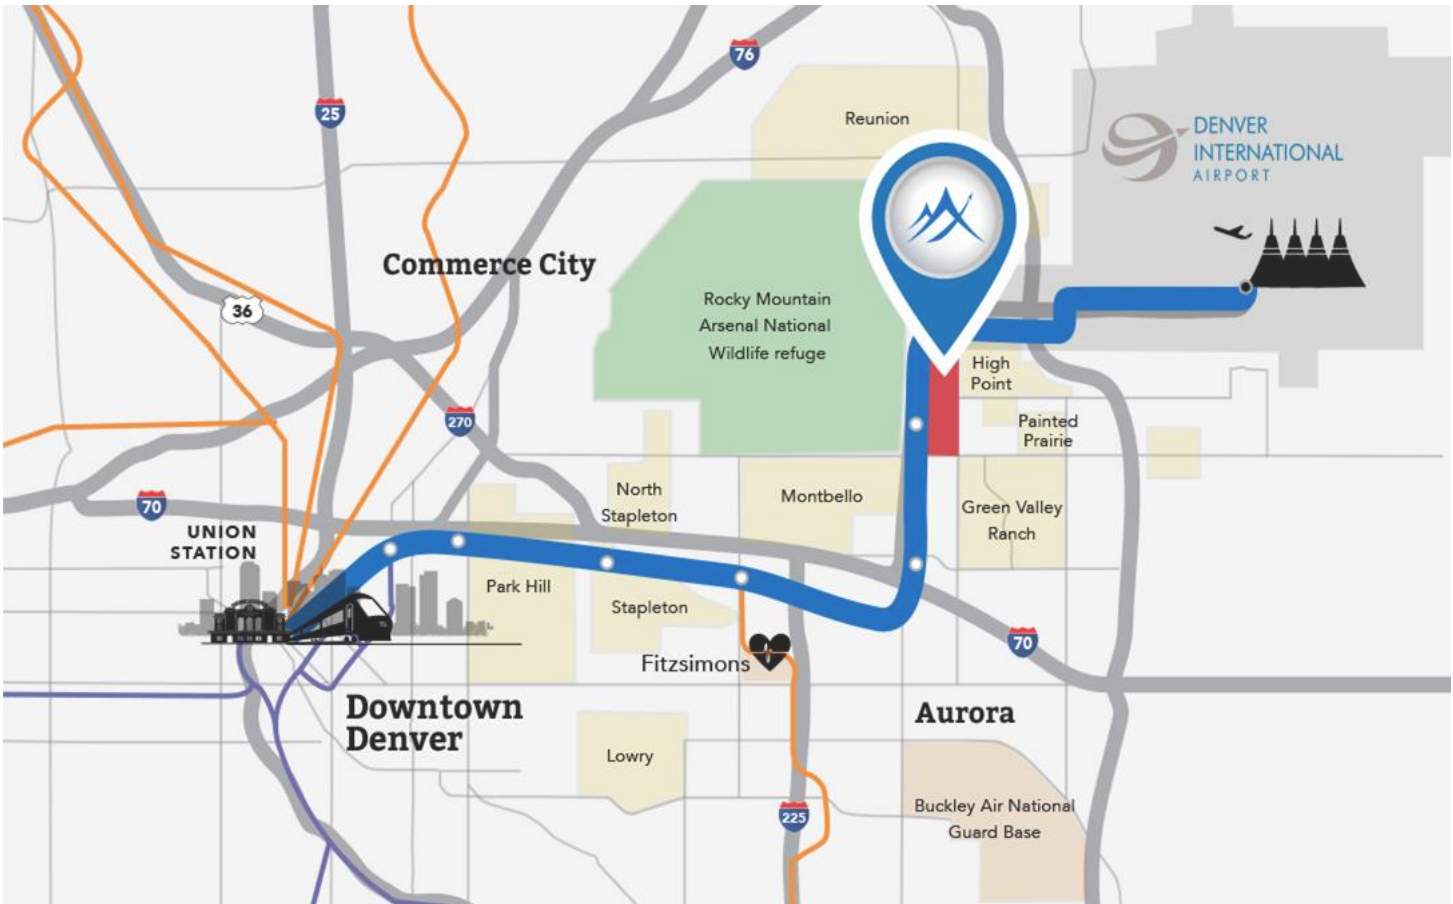 76
25
Reunion
DENVER
INTERNATIONAL
AIRPORT
Commerce City
36
Rocky Mountain
Arsenal National
Wildlife refuge
High
Point
270
Painted
Prairie
70
North
Stapleton
Montbello
Green Valley
Ranch
UNION
STATION
Park Hill
Stapleton
70
Fitzsimons
Downtown
Denver
Aurora
Lowry
Buckley Air National
Guard Base
225